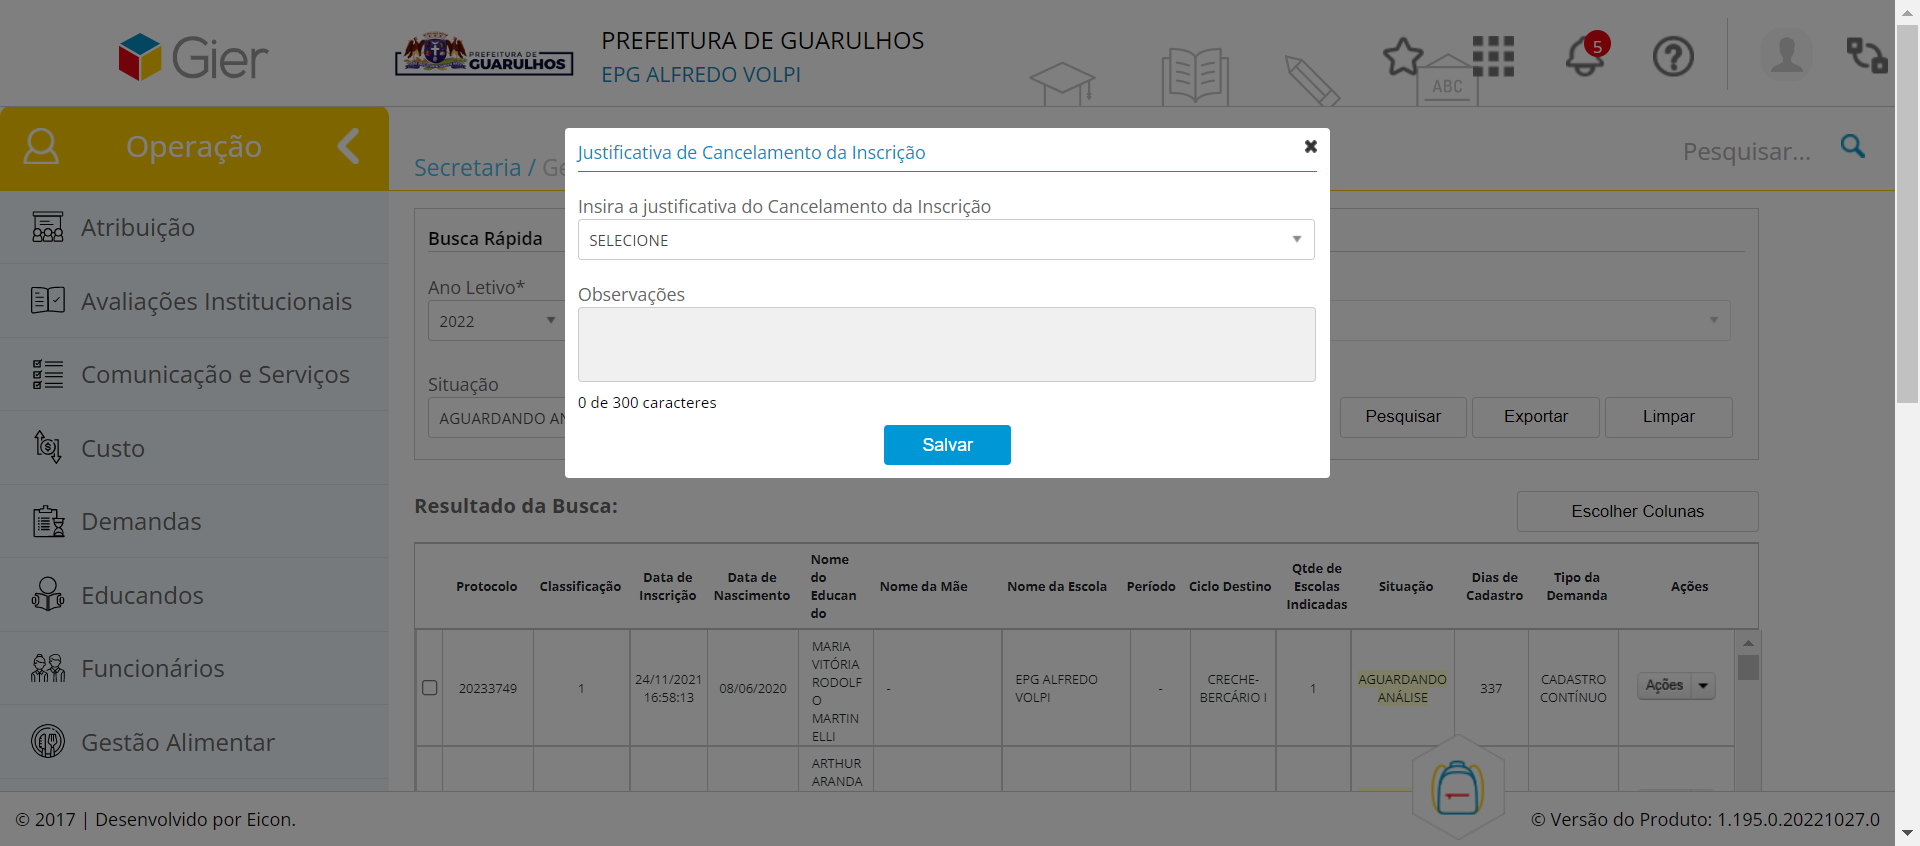 Gier
PREFEITURA DE
GUARULHOS
PREFEITURA DE GUARULHOS
EPG ALFREDO VOLPI
ABC
5
Operação
Secretaria / Ge
Pesquisar...
Atribuição
Avaliações Institucionais
Comunicação e Serviços
Custo
Demandas
Educandos
Funcionários
Gestão Alimentar
Justificativa de Cancelamento da Inscrição
Insira a justificativa do Cancelamento da Inscrição
SELECIONE
Observações
0 de 300 caracteres
Salvar
Busca Rápida
Ano Letivo*
2022
Situação
AGUARDANDO AN
Pesquisar
Exportar
Limpar
Resultado da Busca:
Escolher Colunas
Protocolo
Classificação
Data de
Inscrição
Data de
Nascimento
Nome
do
Educan
do
Nome da Mãe
Nome da Escola
Período
Ciclo Destino
Qtde de
Escolas
Indicadas
Situação
Dias de
Cadastro
Tipo da
Demanda
Ações
20233749
1
24/11/2021
16:58:13
08/06/2020
MARIA
VITÓRIA
RODOLF
O
MARTIN
ELLI
-
EPG ALFREDO
VOLPI
-
CRECHE-
BERCÁRIO I
1
AGUARDANDO
ANÁLISE
337
CADASTRO
CONTÍNUO
Ações
ARTHUR
ARANDA
© 2017 | Desenvolvido por Eicon.
© Versão do Produto: 1.195.0.20221027.0